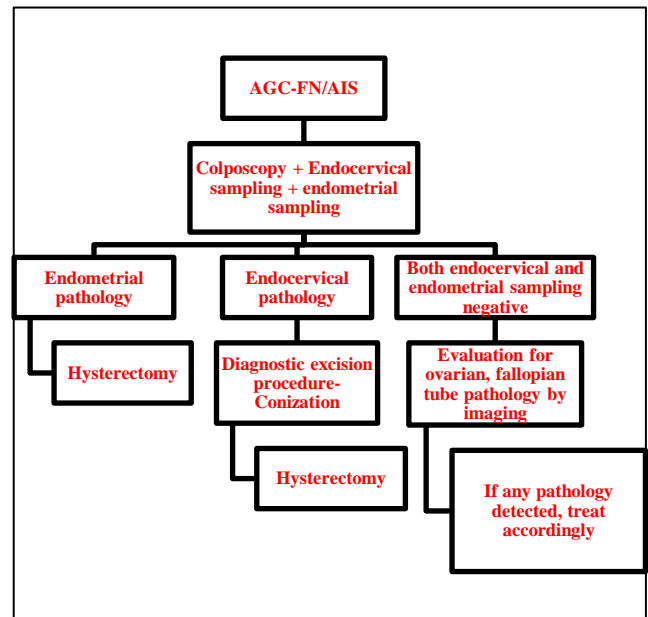 AGC-FN/AIS
Colposcopy + Endocervical
sampling + endometrial
sampling
Endometrial
pathology
Hysterectomy
Endocervical
pathology
Diagnostic excision
procedure-
Conization
Hysterectomy
Both endocervical and
endometrial sampling
negative
Evaluation for
ovarian, fallopian
tube pathology by
imaging
If any pathology
detected, treat
accordingly